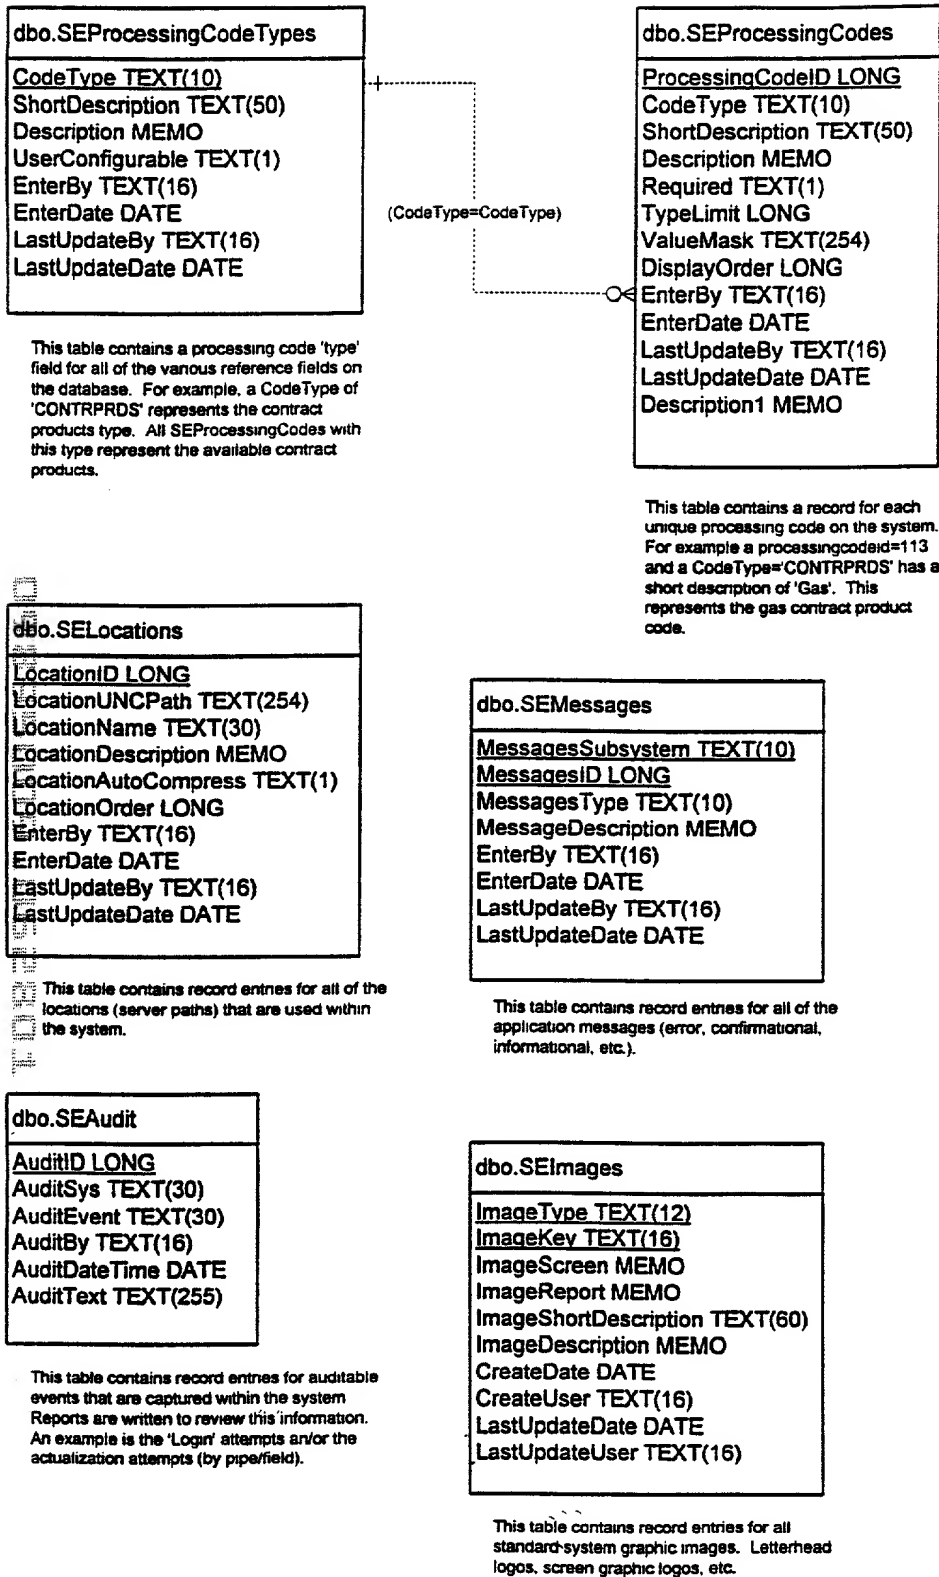 dbo.SEProcessingCodeTypes
CodeType TEXT(10)
ShortDescription TEXT(50)
Description MEMO
UserConfigurable TEXT(1)
EnterBy TEXT(16)
EnterDate DATE
LastUpdateBy TEXT(16)
LastUpdateDate DATE
This table contains a processing code 'type'
field for all of the various reference fields on
the database. For example, a CodeType of
'CONTRPRDS' represents the contract
products type. All SEProcessingCodes with
this type represent the available contract
products.
(CodeType=CodeType)
dbo.SEProcessingCodes
ProcessingCodeID LONG
CodeType TEXT(10)
ShortDescription TEXT(50)
Description MEMO
Required TEXT(1)
TypeLimit LONG
ValueMask TEXT(254)
DisplayOrder LONG
EnterBy TEXT(16)
EnterDate DATE
LastUpdateBy TEXT(16)
LastUpdateDate DATE
Description1 MEMO
This table contains a record for each
unique processing code on the system.
For example a processingcodeid=113
and a CodeType='CONTRPRDS' has a
short description of 'Gas'. This
represents the gas contract product
code.
dbo.SELocations
LocationID LONG
LocationUNCPath TEXT(254)
LocationName TEXT(30)
LocationDescription MEMO
LocationAutoCompress TEXT(1)
LocationOrder LONG
EnterBy TEXT(16)
EnterDate DATE
LastUpdateBy TEXT(16)
LastUpdateDate DATE
This table contains record entries for all of the
locations (server paths) that are used within
the system.
dbo.SEMessages
MessagesSubsystem TEXT(10)
MessagesID LONG
MessagesType TEXT(10)
MessageDescription MEMO
EnterBy TEXT(16)
EnterDate DATE
LastUpdateBy TEXT(16)
LastUpdateDate DATE
This table contains record entries for all of the
application messages (error, confirmational,
informational, etc.).
dbo.SEAudit
AuditID LONG
AuditSys TEXT(30)
AuditEvent TEXT(30)
AuditBy TEXT(16)
AuditDateTime DATE
AuditText TEXT(255)
This table contains record entries for auditable
events that are captured within the system
Reports are written to review this information.
An example is the 'Login' attempts an/or the
actualization attempts (by pipe/field).
dbo.SEImages
ImageType TEXT(12)
ImageKey TEXT(16)
ImageScreen MEMO
ImageReport MEMO
ImageShortDescription TEXT(60)
ImageDescription MEMO
CreateDate DATE
CreateUser TEXT(16)
LastUpdateDate DATE
LastUpdateUser TEXT(16)
This table contains record entries for all
standard-system graphic images. Letterhead
logos, screen graphic logos, etc.